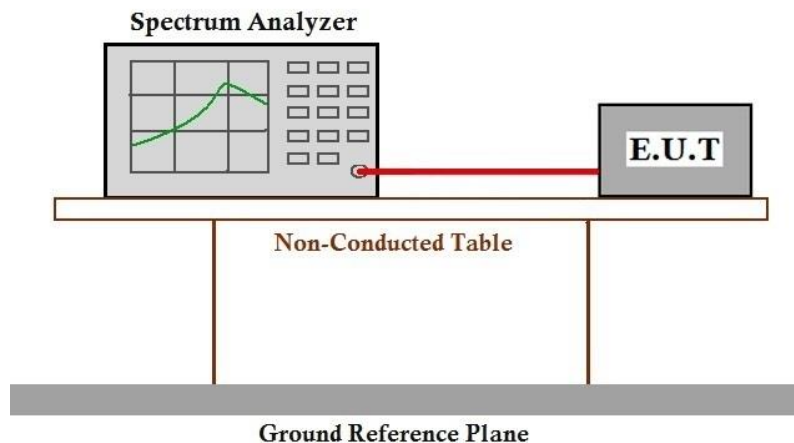 Spectrum Analyzer
E.U.T
Non-Conducted Table
Ground Reference Plane